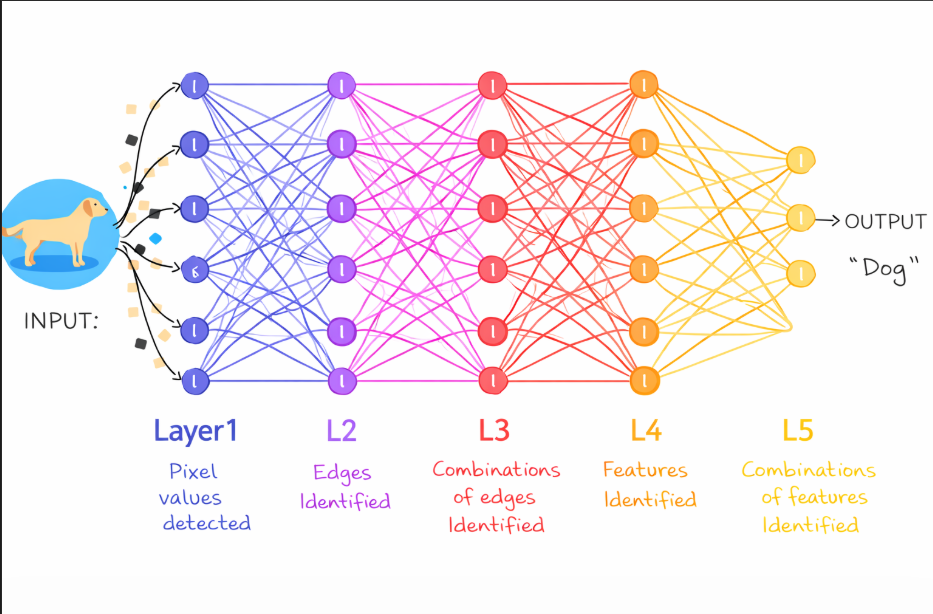 INPUT:
OUTPUT
"Dog"
Layer1
Pixel
values
detected
L2
Edges
Identified
L3
Combinations
of edges
Identified
L4
Features
Identified
L5
Combinations
of features
Identified